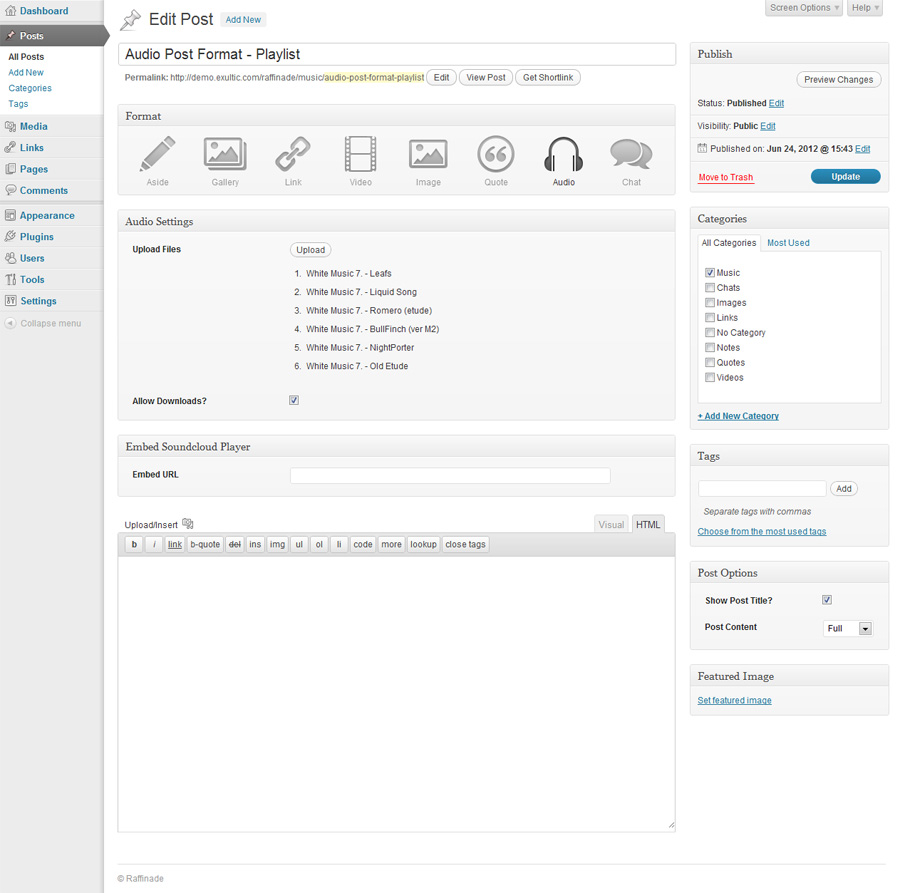 Dashboard
Posts
All Posts
Add New
Categories
Tags
Media
Links
Pages
Comments
Appearance
Plugins
Users
Tools
Settings
Collapse menu
Screen Options
Help
Edit Post Add New
Audio Post Format - Playlist
Permalink: http://demo.exultic.com/raffinade/music/audio-post-format-playlist Edit View Post Get Shortlink
Format
Aside Gallery Link Video Image Quote Audio Chat
Audio Settings
Upload Files Upload
1. White Music 7. - Leafs
2. White Music 7. - Liquid Song
3. White Music 7. - Romero (etude)
4. White Music 7. - BullFinch (ver M2)
5. White Music 7. - NightPorter
6. White Music 7. - Old Etude
Allow Downloads?
Embed Soundcloud Player
Embed URL
Upload/Insert Visual HTML
b i link b-quote del ins img ul ol li code more lookup close tags
Publish
Preview Changes
Status: Published Edit
Visibility: Public Edit
Published on: Jun 24, 2012 @ 15:43 Edit
Move to Trash Update
Categories
All Categories Most Used
Music
Chats
Images
Links
No Category
Notes
Quotes
Videos
+ Add New Category
Tags
Add
Separate tags with commas
Choose from the most used tags
Post Options
Show Post Title?
Post Content Full
Featured Image
Set featured image
© Raffinade